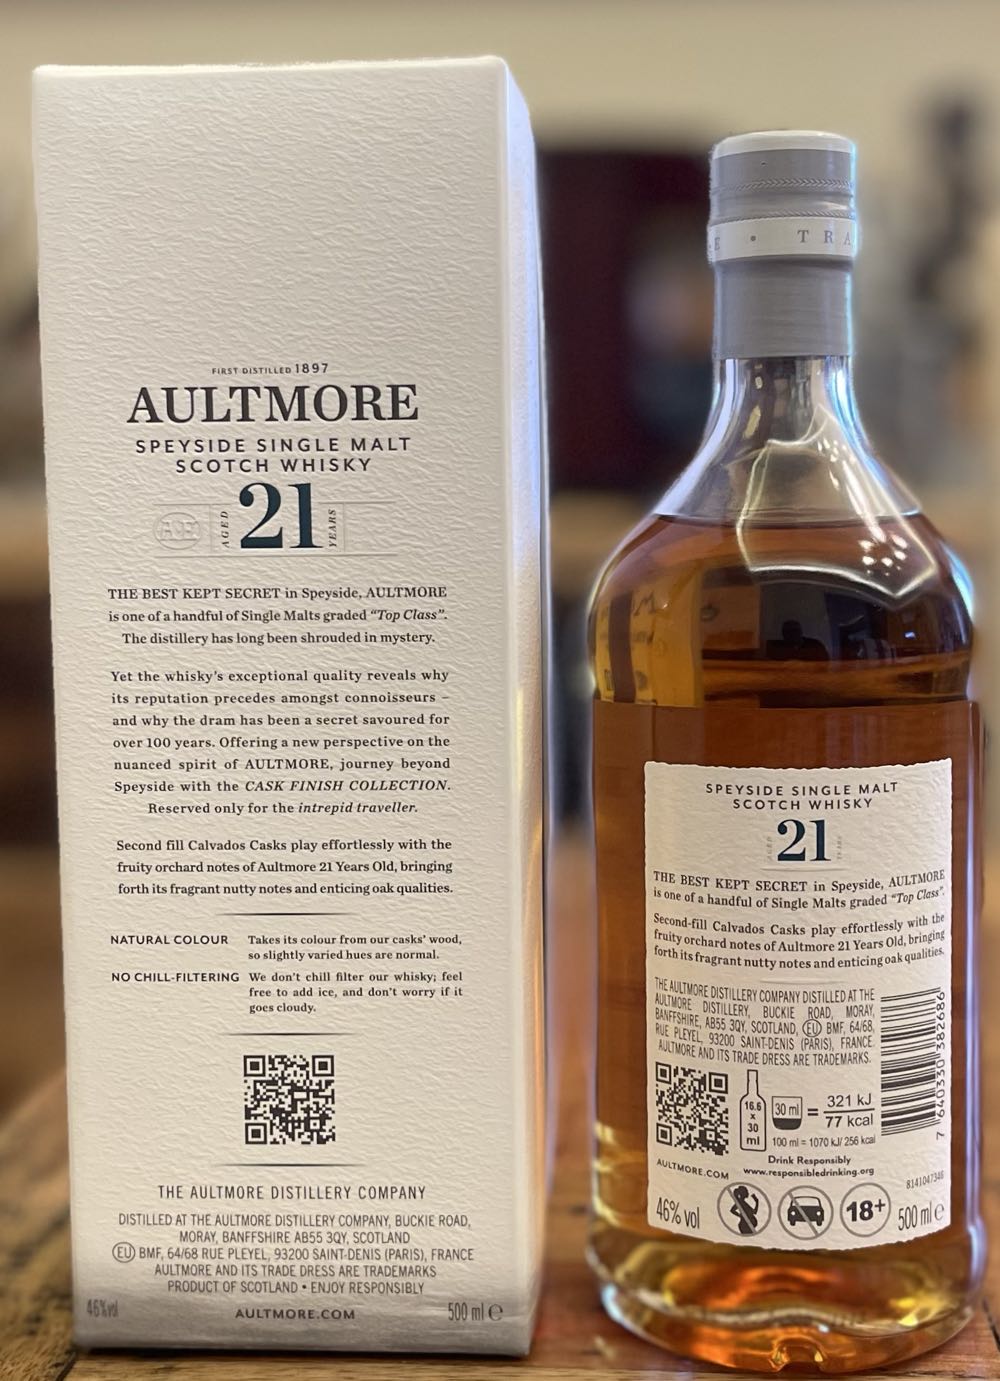 FIRST DISTILLED 1897
AULTMORE
SPEYSIDE SINGLE MALT
SCOTCH WHISKY
AGED 21 YEARS
THE BEST KEPT SECRET in Speyside, AULTMORE
is one of a handful of Single Malts graded “Top Class”.
The distillery has long been shrouded in mystery.
Yet the whisky’s exceptional quality reveals why
its reputation precedes amongst connoisseurs –
and why the dram has been a secret savoured for
over 100 years. Offering a new perspective on the
nuanced spirit of AULTMORE, journey beyond
Speyside with the CASK FINISH COLLECTION.
Reserved only for the intrepid traveller.
Second fill Calvados Casks play effortlessly with the
fruity orchard notes of Aultmore 21 Years Old, bringing
forth its fragrant nutty notes and enticing oak qualities.
NATURAL COLOUR Takes its colour from our casks’ wood,
so slightly varied hues are normal.
NO CHILL-FILTERING We don’t chill filter our whisky; feel
free to add ice, and don’t worry if it
goes cloudy.
THE AULTMORE DISTILLERY COMPANY
DISTILLED AT THE AULTMORE DISTILLERY COMPANY, BUCKIE ROAD,
MORAY, BANFFSHIRE AB55 3QY, SCOTLAND
EU BMF, 64/68 RUE PLEYEL, 93200 SAINT-DENIS (PARIS), FRANCE
AULTMORE AND ITS TRADE DRESS ARE TRADEMARKS
PRODUCT OF SCOTLAND • ENJOY RESPONSIBLY
46%vol AULTMORE.COM 500 ml ℮
E • TRA
SPEYSIDE SINGLE MALT
SCOTCH WHISKY
AGED 21 YEARS
THE BEST KEPT SECRET in Speyside, AULTMORE
is one of a handful of Single Malts graded “Top Class”.
Second-fill Calvados Casks play effortlessly with the
fruity orchard notes of Aultmore 21 Years Old, bringing
forth its fragrant nutty notes and enticing oak qualities.
THE AULTMORE DISTILLERY COMPANY DISTILLED AT THE
AULTMORE DISTILLERY, BUCKIE ROAD, MORAY,
BANFFSHIRE, AB55 3QY, SCOTLAND, EU BMF, 64/68,
RUE PLEYEL, 93200 SAINT-DENIS (PARIS), FRANCE.
AULTMORE AND ITS TRADE DRESS ARE TRADEMARKS.
7 640330 382686
16.6 x 30 ml
30 ml = 321 kJ
77 kcal
100 ml = 1070 kJ/ 256 kcal
AULTMORE.COM
Drink Responsibly
www.responsibledrinking.org
8141047346
46% vol
18+
500 ml ℮